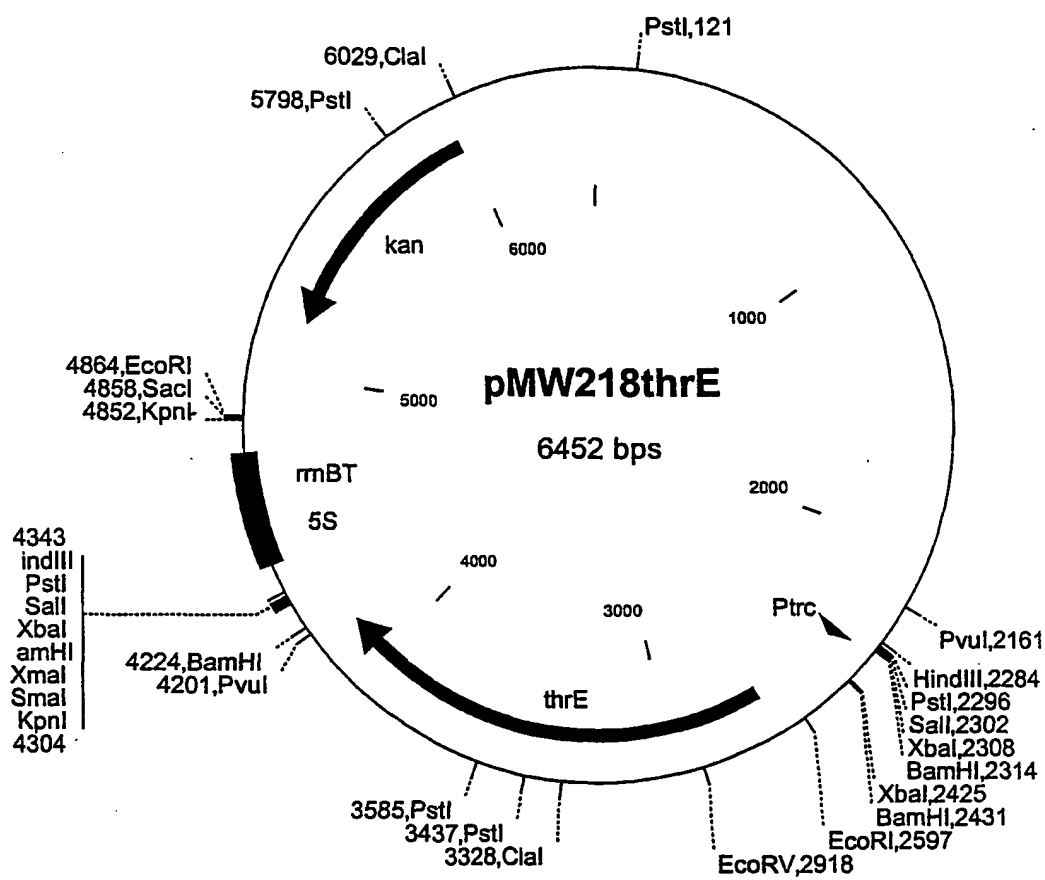 PstI,121
6029,ClaI
5798,PstI
kan
6000
1000
4864,EcoRI
4858,SacI
4852,KpnI
5000
pMW218thrE
6452 bps
rrnBT
5S
2000
4343
indIII
PstI
SalI
XbaI
amHI
XmaI
SmaI
KpnI
4304
4000
3000
Ptrc
PvuI,2161
4224,BamHI
4201,PvuI
HindIII,2284
PstI,2296
SalI,2302
XbaI,2308
BamHI,2314
XbaI,2425
BamHI,2431
thrE
EcoRI,2597
3585,PstI
3437,PstI
3328,ClaI
EcoRV,2918